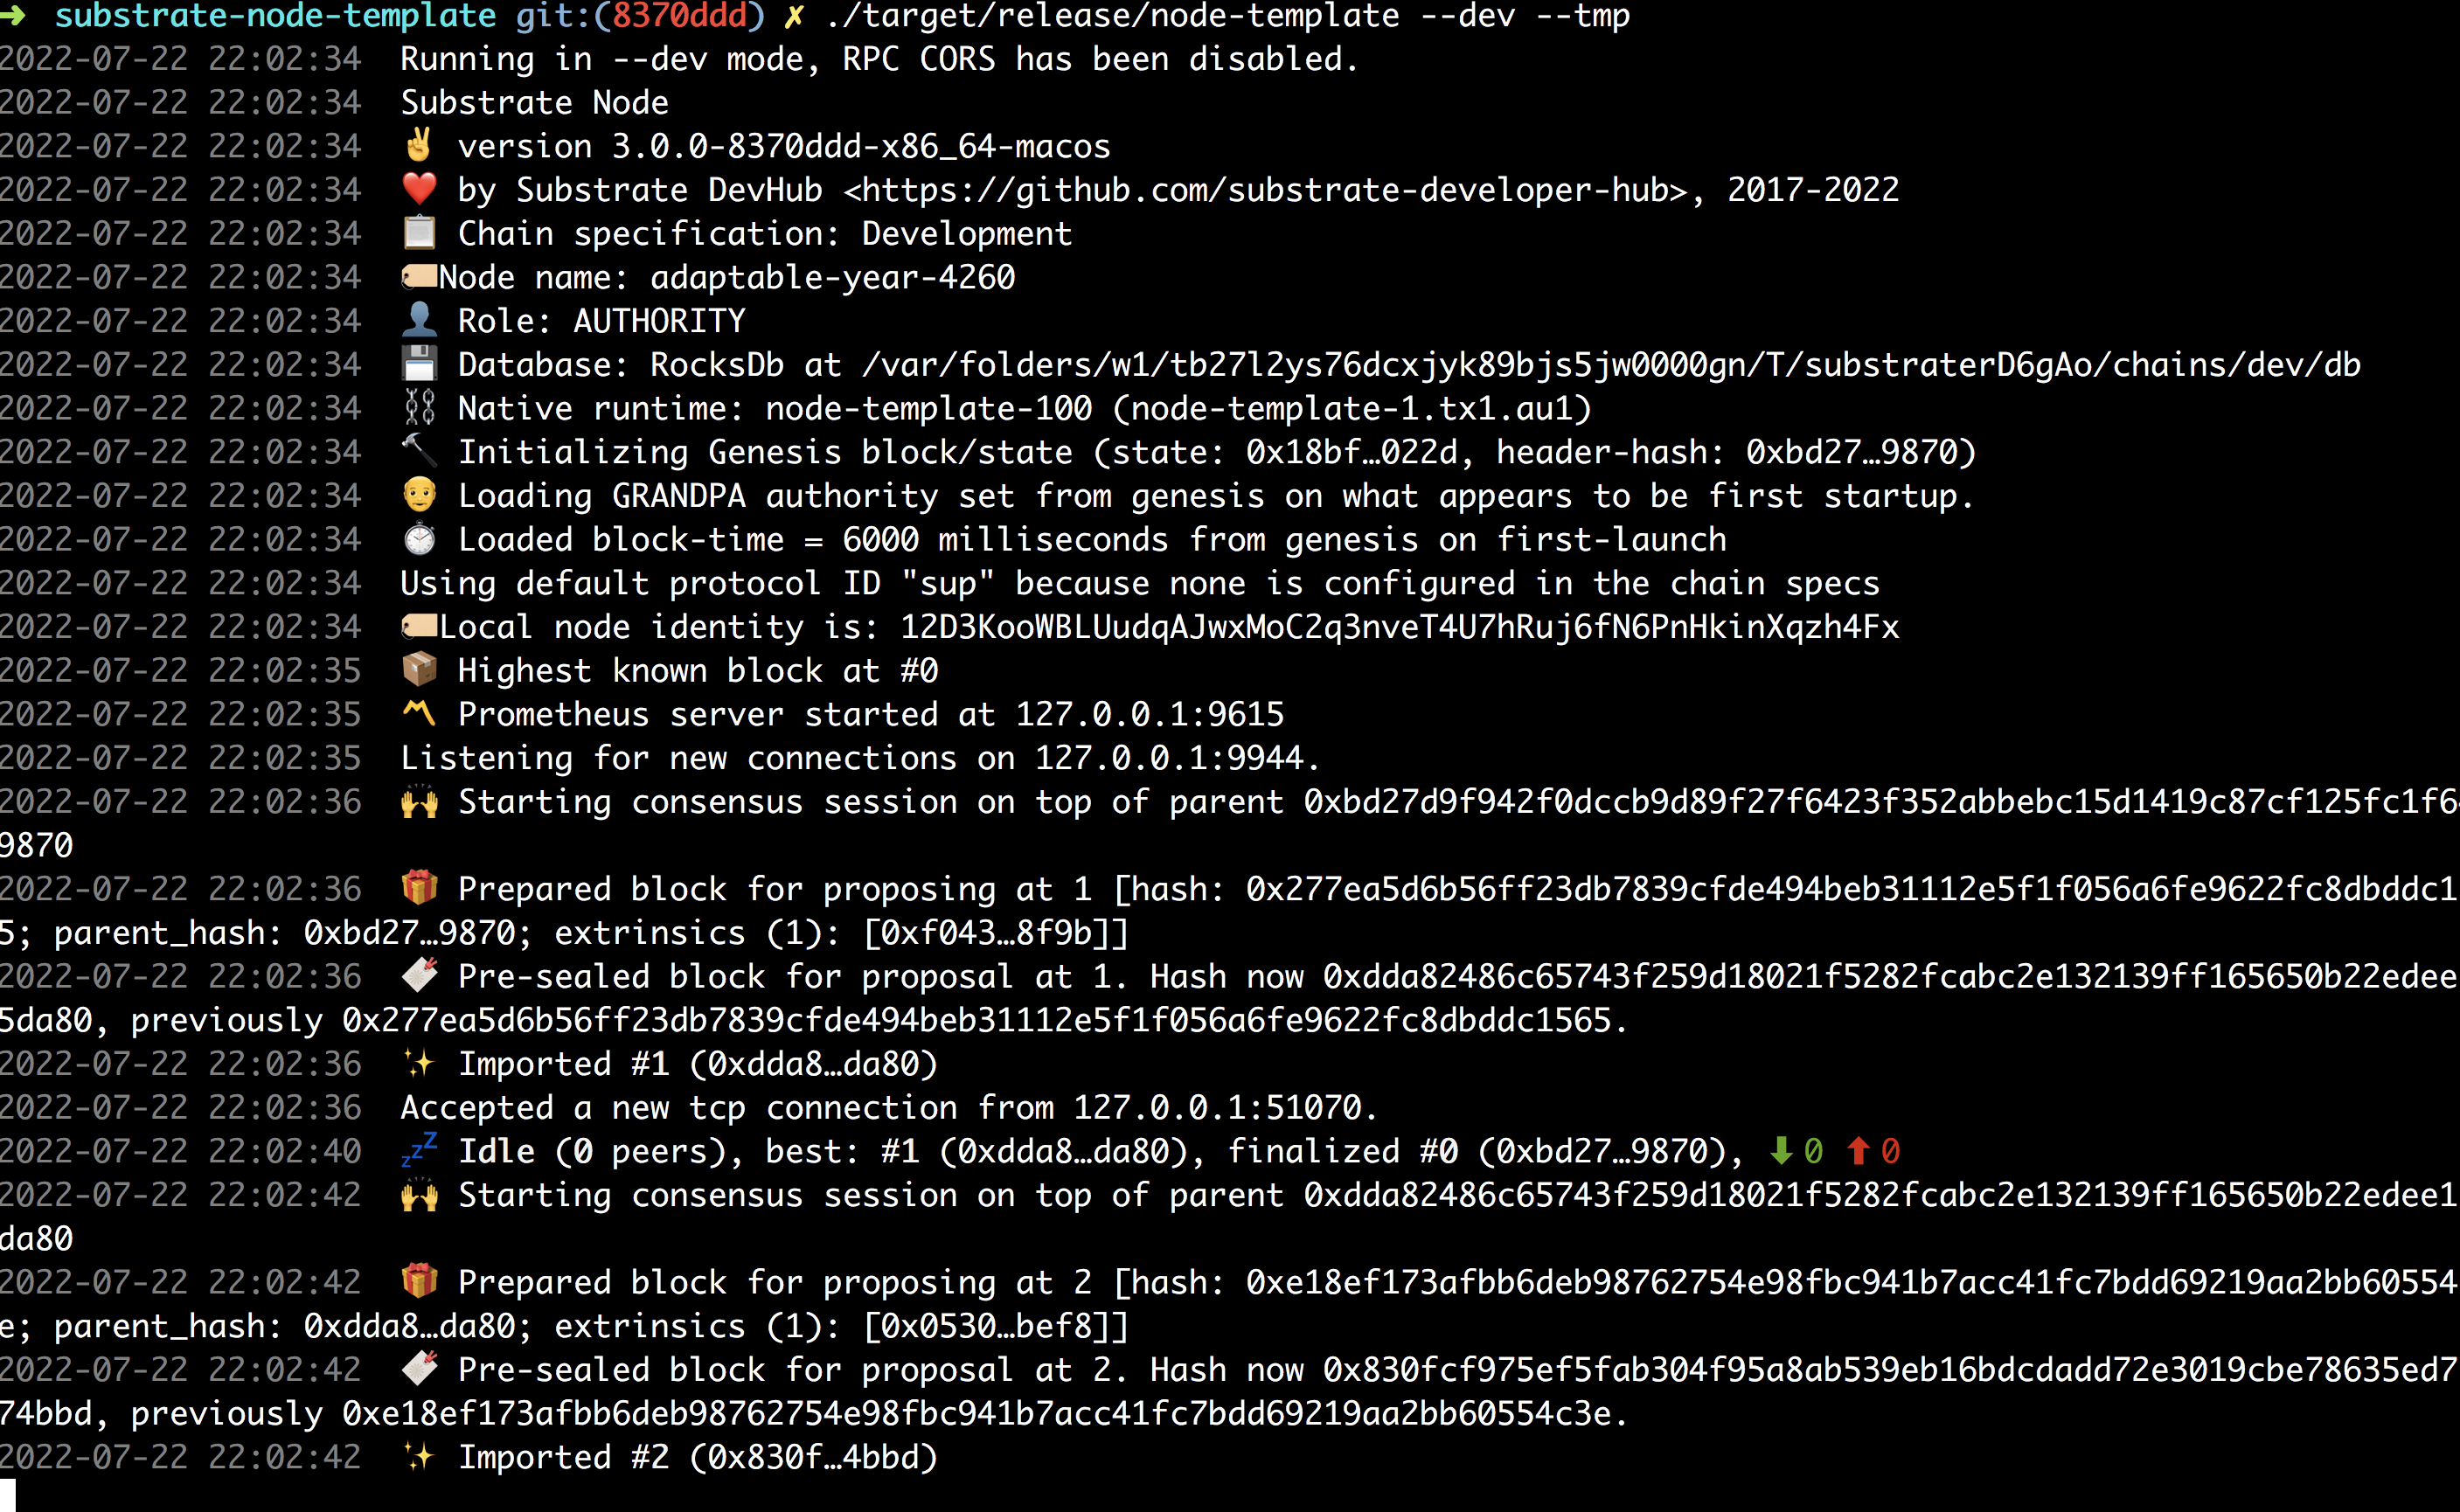 ➜ substrate-node-template git:(8370ddd) ✗ ./target/release/node-template --dev --tmp
2022-07-22 22:02:34 Running in --dev mode, RPC CORS has been disabled.
2022-07-22 22:02:34 Substrate Node
2022-07-22 22:02:34 ✌️ version 3.0.0-8370ddd-x86_64-macos
2022-07-22 22:02:34 ❤️ by Substrate DevHub <https://github.com/substrate-developer-hub>, 2017-2022
2022-07-22 22:02:34 📋 Chain specification: Development
2022-07-22 22:02:34 🏷 Node name: adaptable-year-4260
2022-07-22 22:02:34 👤 Role: AUTHORITY
2022-07-22 22:02:34 💾 Database: RocksDb at /var/folders/w1/tb27l2ys76dcxjyk89bjs5jw0000gn/T/substraterD6gAo/chains/dev/db
2022-07-22 22:02:34 ⛓ Native runtime: node-template-100 (node-template-1.tx1.au1)
2022-07-22 22:02:34 🔨 Initializing Genesis block/state (state: 0x18bf…022d, header-hash: 0xbd27…9870)
2022-07-22 22:02:34 👴 Loading GRANDPA authority set from genesis on what appears to be first startup.
2022-07-22 22:02:34 ⏱ Loaded block-time = 6000 milliseconds from genesis on first-launch
2022-07-22 22:02:34 Using default protocol ID "sup" because none is configured in the chain specs
2022-07-22 22:02:34 🏷 Local node identity is: 12D3KooWBLUudqAJwxMoC2q3nveT4U7hRuj6fN6PnHkinXqzh4Fx
2022-07-22 22:02:35 📦 Highest known block at #0
2022-07-22 22:02:35 〽️ Prometheus server started at 127.0.0.1:9615
2022-07-22 22:02:35 Listening for new connections on 127.0.0.1:9944.
2022-07-22 22:02:36 🙌 Starting consensus session on top of parent 0xbd27d9f942f0dccb9d89f27f6423f352abbebc15d1419c87cf125fc1f6
9870
2022-07-22 22:02:36 🎁 Prepared block for proposing at 1 [hash: 0x277ea5d6b56ff23db7839cfde494beb31112e5f1f056a6fe9622fc8dbddc1
5; parent_hash: 0xbd27…9870; extrinsics (1): [0xf043…8f9b]]
2022-07-22 22:02:36 🔖 Pre-sealed block for proposal at 1. Hash now 0xdda82486c65743f259d18021f5282fcabc2e132139ff165650b22edee
5da80, previously 0x277ea5d6b56ff23db7839cfde494beb31112e5f1f056a6fe9622fc8dbddc1565.
2022-07-22 22:02:36 ✨ Imported #1 (0xdda8…da80)
2022-07-22 22:02:36 Accepted a new tcp connection from 127.0.0.1:51070.
2022-07-22 22:02:40 💤 Idle (0 peers), best: #1 (0xdda8…da80), finalized #0 (0xbd27…9870), ⬇ 0 ⬆ 0
2022-07-22 22:02:42 🙌 Starting consensus session on top of parent 0xdda82486c65743f259d18021f5282fcabc2e132139ff165650b22edee1
da80
2022-07-22 22:02:42 🎁 Prepared block for proposing at 2 [hash: 0xe18ef173afbb6deb98762754e98fbc941b7acc41fc7bdd69219aa2bb60554
e; parent_hash: 0xdda8…da80; extrinsics (1): [0x0530…bef8]]
2022-07-22 22:02:42 🔖 Pre-sealed block for proposal at 2. Hash now 0x830fcf975ef5fab304f95a8ab539eb16bdcdadd72e3019cbe78635ed7
74bbd, previously 0xe18ef173afbb6deb98762754e98fbc941b7acc41fc7bdd69219aa2bb60554c3e.
2022-07-22 22:02:42 ✨ Imported #2 (0x830f…4bbd)